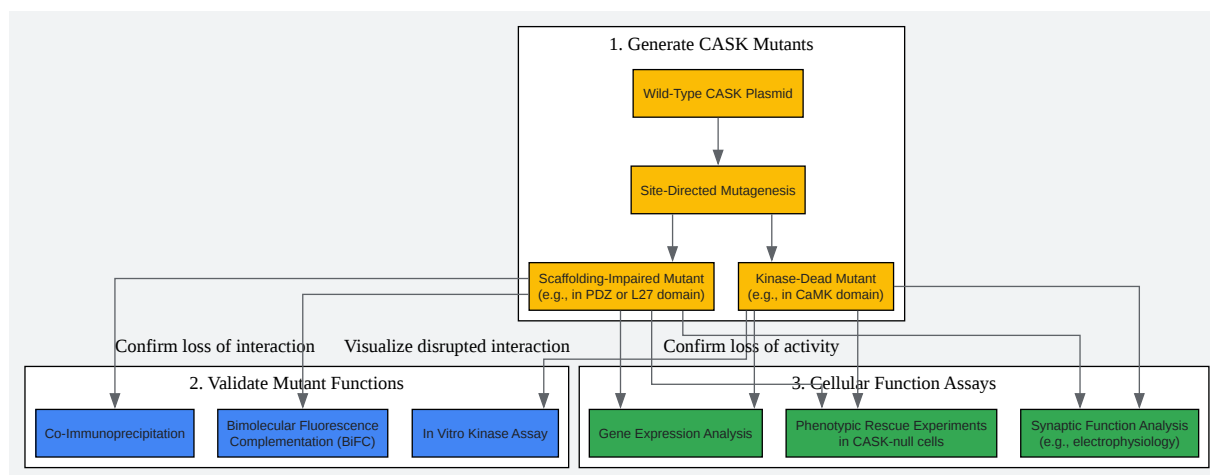 1. Generate CASK Mutants
Wild-Type CASK Plasmid
Site-Directed Mutagenesis
Scaffolding-Impaired Mutant
(e.g., in PDZ or L27 domain)
Kinase-Dead Mutant
(e.g., in CaMK domain)
Confirm loss of interaction
Visualize disrupted interaction
Confirm loss of activity
2. Validate Mutant Functions
Co-Immunoprecipitation
Bimolecular Fluorescence
Complementation (BiFC)
In Vitro Kinase Assay
3. Cellular Function Assays
Gene Expression Analysis
Phenotypic Rescue Experiments
in CASK-null cells
Synaptic Function Analysis
(e.g., electrophysiology)